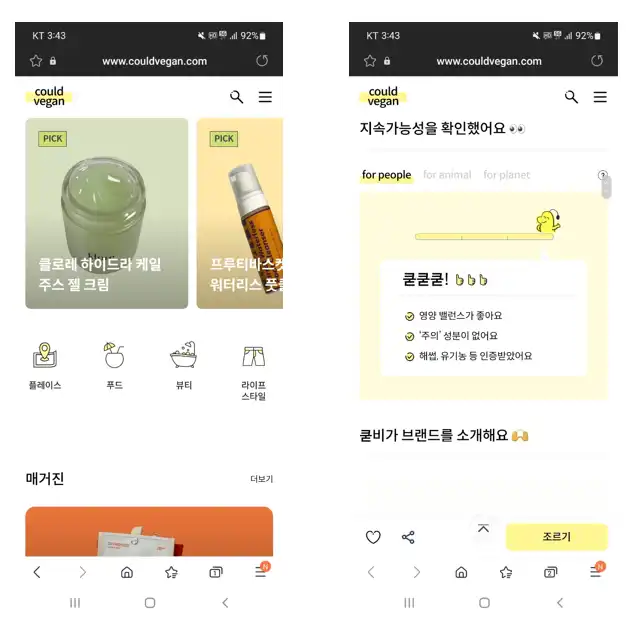 KT 3:43
92%
www.couldvegan.com
could
vegan
PICK
플로레 하이드라 케일
주스 젤 크림
PICK
프루티바스켓
워터리스 풋클
플레이스
푸드
뷰티
라이프
스타일
매거진
더보기
1
N
KT 3:43
92%
www.couldvegan.com
could
vegan
지속가능성을 확인했어요 👀
for people
for animal
for planet
쿧쿧쿧!
영양 밸런스가 좋아요
‘주의’ 성분이 없어요
해썹, 유기농 등 인증받았어요
쿧비가 브랜드를 소개해요 🙌
조르기
2
N